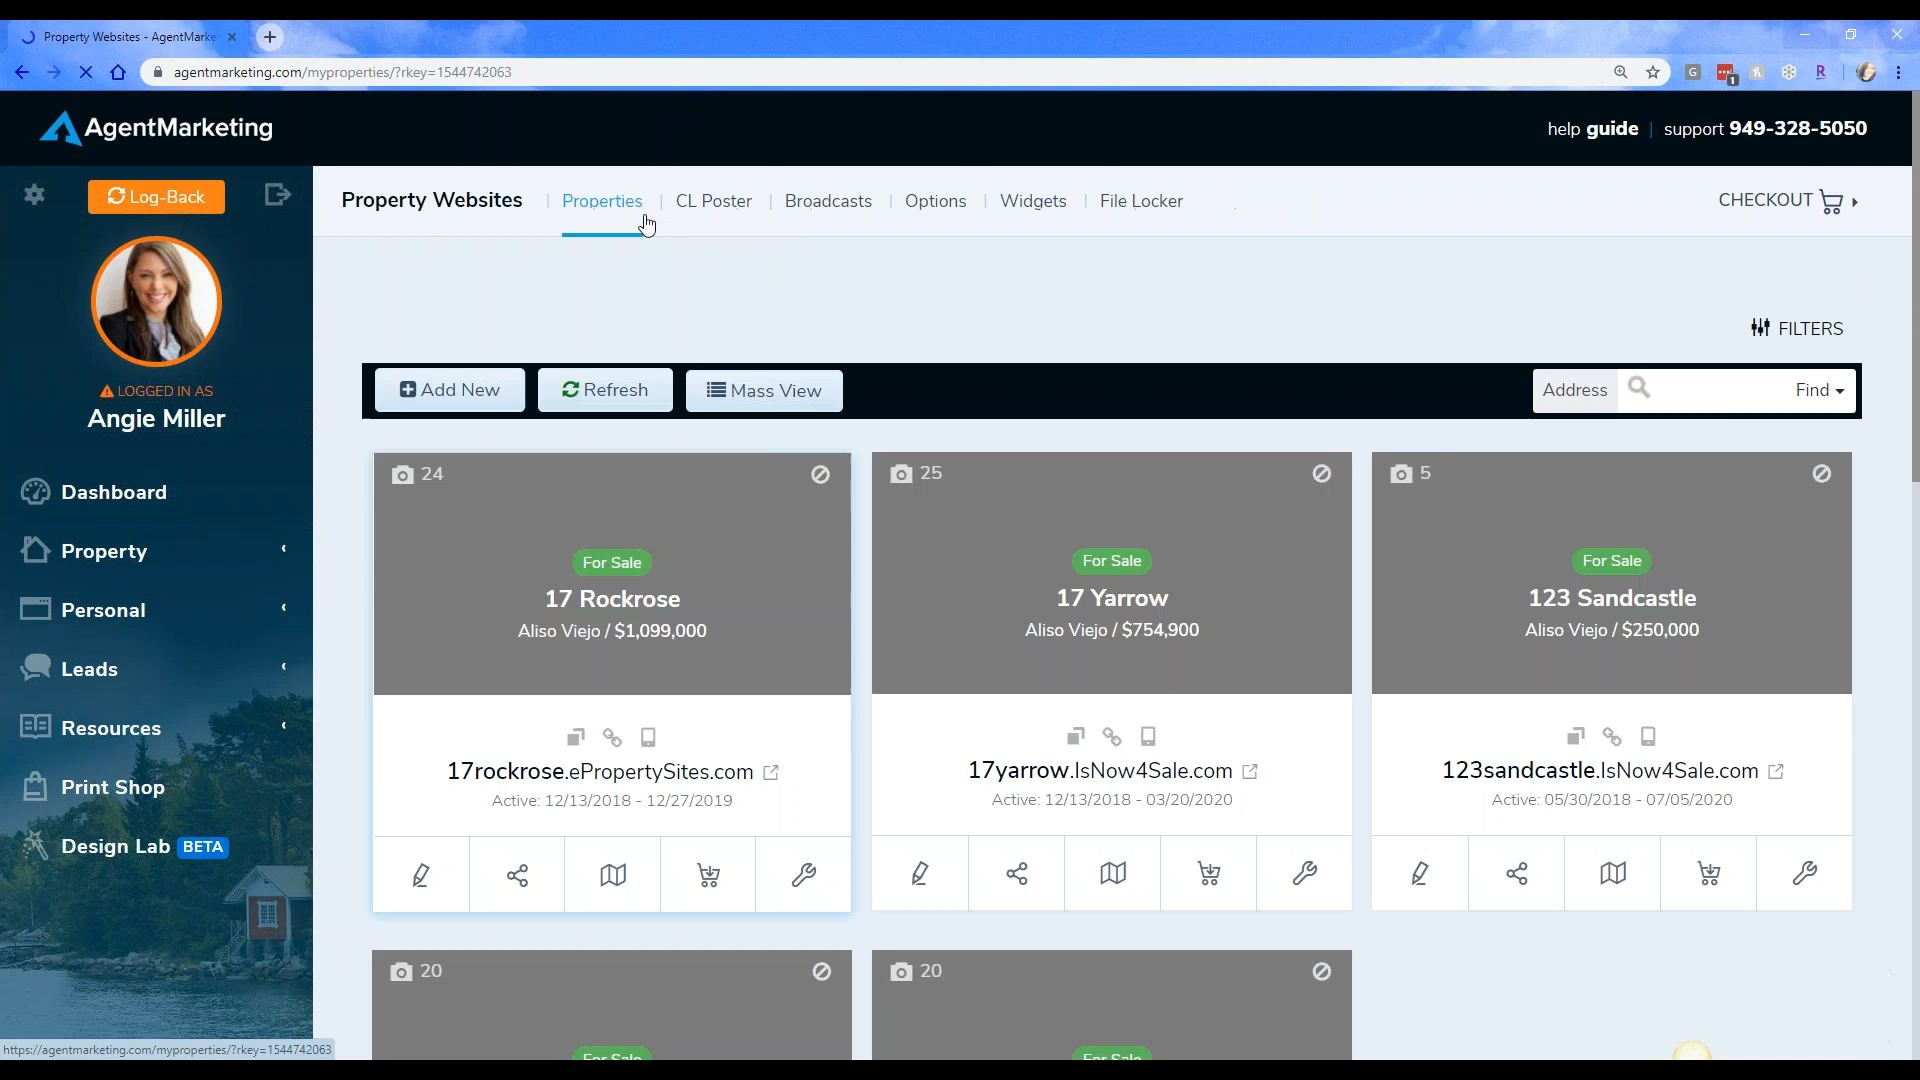 Property Websites - AgentMarke
agentmarketing.com/myproperties/?rkey=1544742063
G
1
R
AgentMarketing
help guide | support 949-328-5050
Log-Back
LOGGED IN AS
Angie Miller
Dashboard
Property
Personal
Leads
Resources
Print Shop
Design Lab BETA
Property Websites | Properties | CL Poster | Broadcasts | Options | Widgets | File Locker
CHECKOUT
FILTERS
Add New
Refresh
Mass View
Address
Find
24
For Sale
17 Rockrose
Aliso Viejo / $1,099,000
17rockrose.ePropertySites.com
Active: 12/13/2018 - 12/27/2019
25
For Sale
17 Yarrow
Aliso Viejo / $754,900
17yarrow.IsNow4Sale.com
Active: 12/13/2018 - 03/20/2020
5
For Sale
123 Sandcastle
Aliso Viejo / $250,000
123sandcastle.IsNow4Sale.com
Active: 05/30/2018 - 07/05/2020
20
For Sale
20
For Sale
https://agentmarketing.com/myproperties/?rkey=1544742063